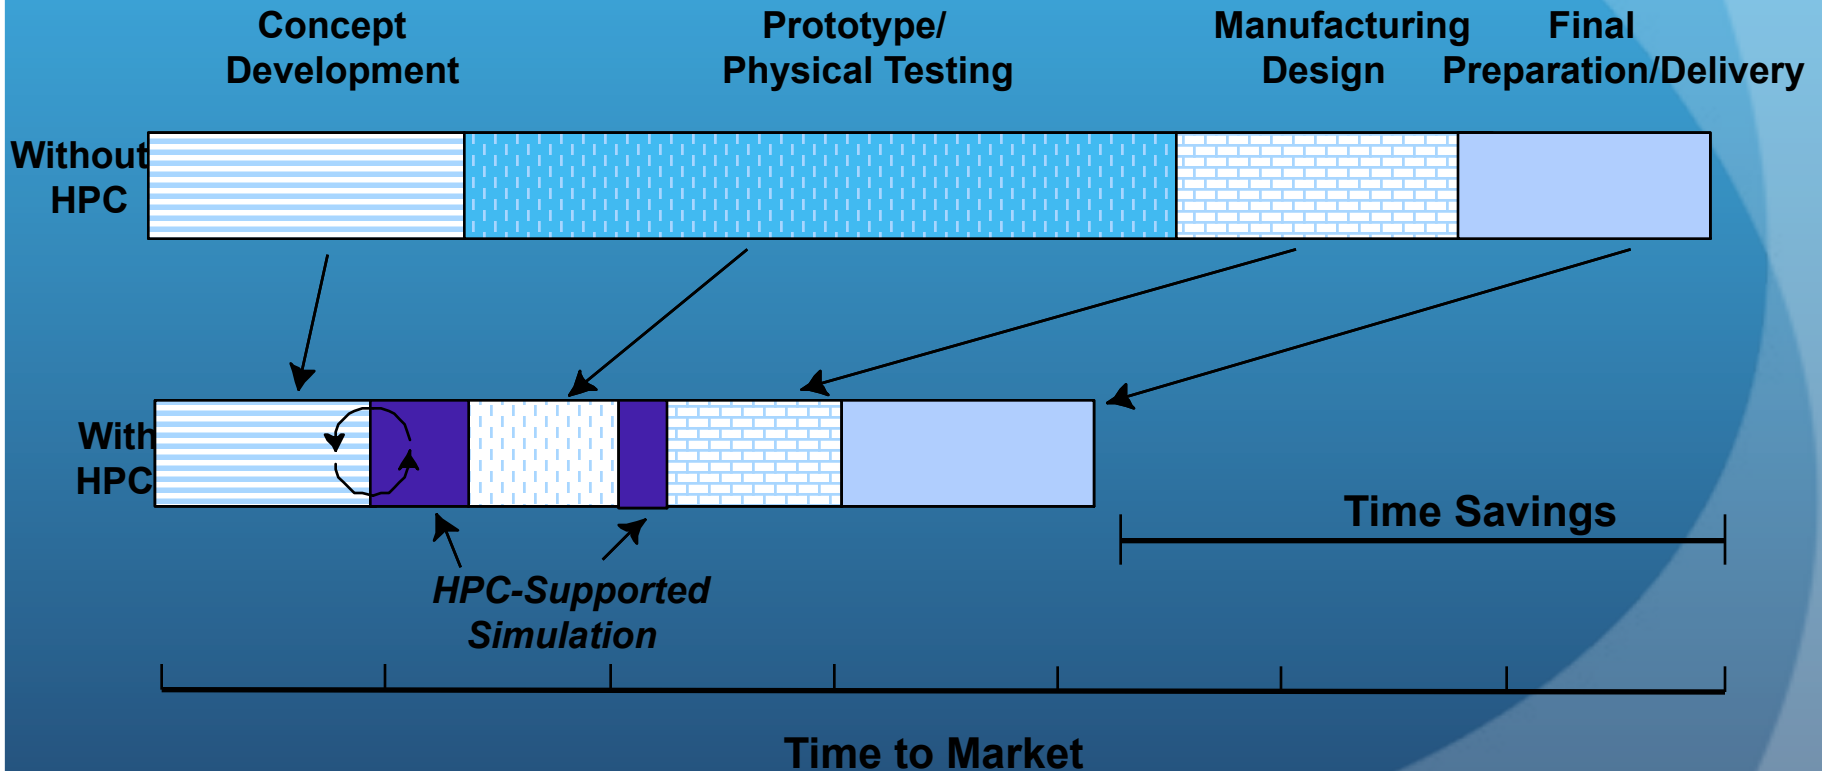 Concept
Development
Prototype/
Physical Testing
Manufacturing
Design
Final
Preparation/Delivery
Without
HPC
With
HPC
Time Savings
HPC-Supported
Simulation
Time to Market